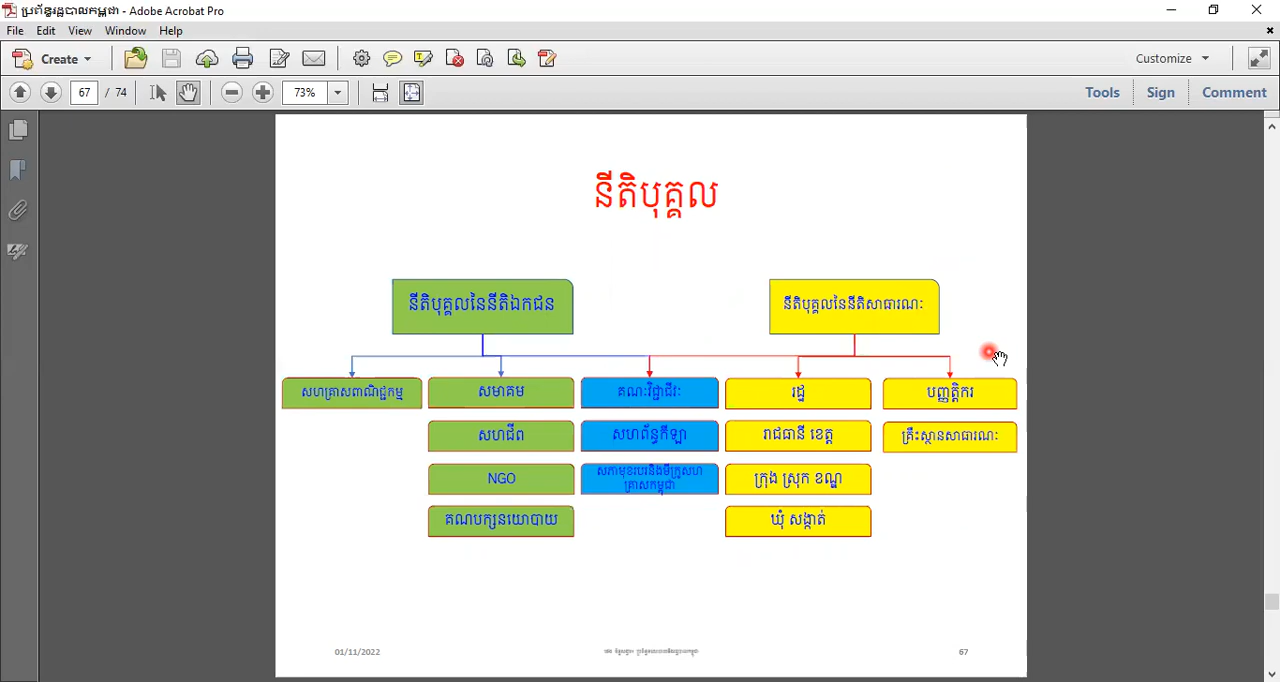 ប្រព័ន្ធរដ្ឋបាលកម្ពុជា - Adobe Acrobat Pro
File Edit View Window Help
Create
Customize
67 / 74
73%
Tools Sign Comment
នីតិបុគ្គល
នីតិបុគ្គលនៃនីតិឯកជន
នីតិបុគ្គលនៃនីតិសាធារណៈ
សហគ្រាសពាណិជ្ជកម្ម
សមាគម
គណៈវិជ្ជាជីវៈ
រដ្ឋ
បញ្ញត្តិករ
សហជីព
សហព័ន្ធកីឡា
រាជធានី ខេត្ត
គ្រឹះស្ថានសាធារណៈ
NGO
ក្រុង ស្រុក ខណ្ឌ
គណបក្សនយោបាយ
ឃុំ សង្កាត់
01/11/2022
67